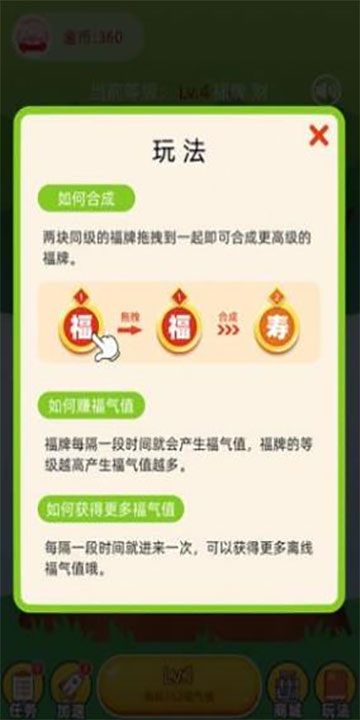 金币:360
当前等级: Lv.4 福牌 财
玩法
如何合成
两块同级的福牌拖拽到一起即可合成更高级的
福牌。
1 1 2
福 拖拽 福 合成 寿
如何赚福气值
福牌每隔一段时间就会产生福气值，福牌的等
级越高产生福气值越多。
如何获得更多福气值
每隔一段时间就进来一次，可以获得更多离线
福气值哦。
任务 加速 商城 玩法